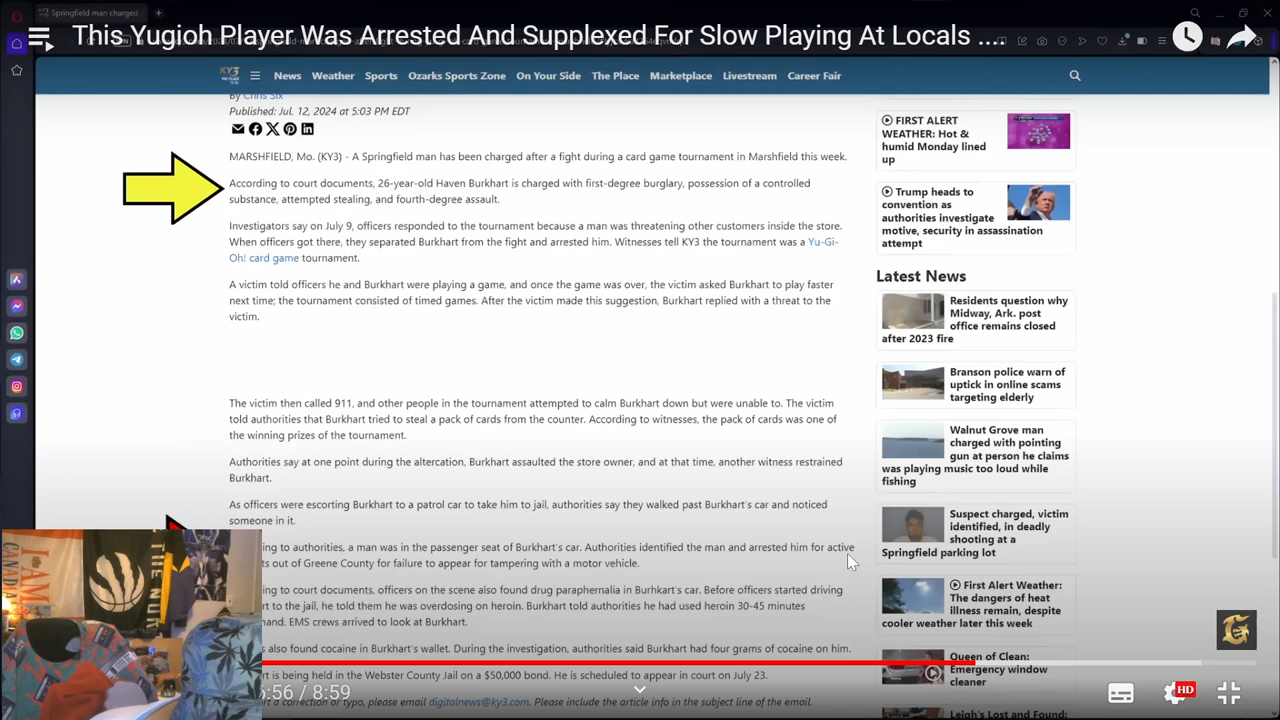 Springfield man charged
This Yugioh Player Was Arrested And Supplexed For Slow Playing At Locals ....
KY3
News Weather Sports Ozarks Sports Zone On Your Side The Place Marketplace Livestream Career Fair
By Chris Six
Published: Jul. 12, 2024 at 5:03 PM EDT
MARSHFIELD, Mo. (KY3) - A Springfield man has been charged after a fight during a card game tournament in Marshfield this week.
According to court documents, 26-year-old Haven Burkhart is charged with first-degree burglary, possession of a controlled
substance, attempted stealing, and fourth-degree assault.
Investigators say on July 9, officers responded to the tournament because a man was threatening other customers inside the store.
When officers got there, they separated Burkhart from the fight and arrested him. Witnesses tell KY3 the tournament was a Yu-Gi-
Oh! card game tournament.
A victim told officers he and Burkhart were playing a game, and once the game was over, the victim asked Burkhart to play faster
next time; the tournament consisted of timed games. After the victim made this suggestion, Burkhart replied with a threat to the
victim.
The victim then called 911, and other people in the tournament attempted to calm Burkhart down but were unable to. The victim
told authorities that Burkhart tried to steal a pack of cards from the counter. According to witnesses, the pack of cards was one of
the winning prizes of the tournament.
Authorities say at one point during the altercation, Burkhart assaulted the store owner, and at that time, another witness restrained
Burkhart.
As officers were escorting Burkhart to a patrol car to take him to jail, authorities say they walked past Burkhart's car and noticed
someone in it.
ing to authorities, a man was in the passenger seat of Burkhart's car. Authorities identified the man and arrested him for active
ts out of Greene County for failure to appear for tampering with a motor vehicle.
ing to court documents, officers on the scene also found drug paraphernalia in Burhkart's car. Before officers started driving
rt to the jail, he told them he was overdosing on heroin. Burkhart told authorities he had used heroin 30-45 minutes
hand. EMS crews arrived to look at Burkhart.
s also found cocaine in Burkhart's wallet. During the investigation, authorities said Burkhart had four grams of cocaine on him.
rt is being held in the Webster County Jail on a $50,000 bond. He is scheduled to appear in court on July 23.
rt a correction or typo, please email digitalnews@ky3.com. Please include the article info in the subject line of the email.
FIRST ALERT
WEATHER: Hot &
humid Monday lined
up
Trump heads to
convention as
authorities investigate
motive, security in assassination
attempt
Latest News
Residents question why
Midway, Ark. post
office remains closed
after 2023 fire
Branson police warn of
uptick in online scams
targeting elderly
Walnut Grove man
charged with pointing
gun at person he claims
was playing music too loud while
fishing
Suspect charged, victim
identified, in deadly
shooting at a
Springfield parking lot
First Alert Weather:
The dangers of heat
illness remain, despite
cooler weather later this week
Queen of Clean:
Emergency window
cleaner
Leigh's Lost and Found:
:56 / 8:59
HD